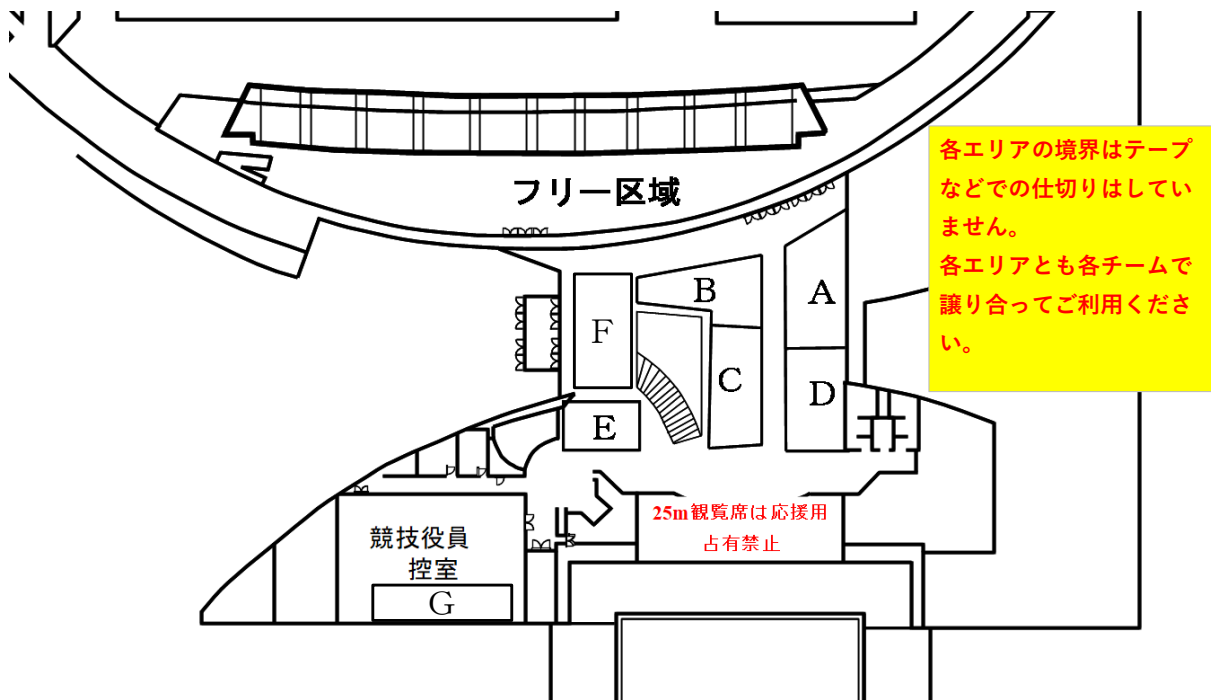 各エリアの境界はテープ
などでの仕切りはしてい
ません。
各エリアとも各チームで
譲り合ってご利用くださ
い。
フリー区域
A
B
F
C
D
E
25m観覧席は応援用
占有禁止
競技役員
控室
G